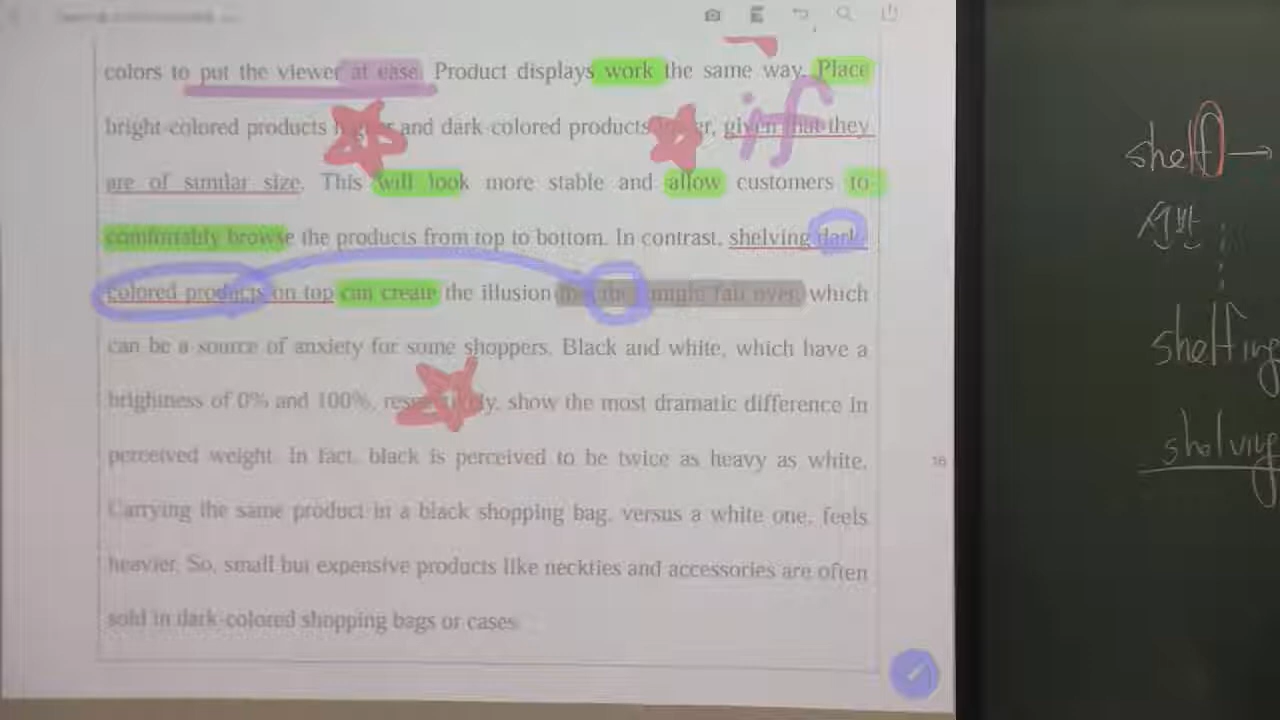 colors to put the viewer at ease. Product displays work the same way. Place
bright-colored products and dark-colored products given that they
if
are of similar size. This will look more stable and allow customers to
comfortably browse the products from top to bottom. In contrast, shelving dark-
colored products on top can create the illusion might fall over, which
can be a source of anxiety for some shoppers. Black and white, which have a
brightness of 0% and 100%, show the most dramatic difference in
perceived weight. In fact, black is perceived to be twice as heavy as white.
Carrying the same product in a black shopping bag, versus a white one, feels
heavier. So, small but expensive products like neckties and accessories are often
sold in dark-colored shopping bags or cases.
shelf →
선반
shelfing
shelving